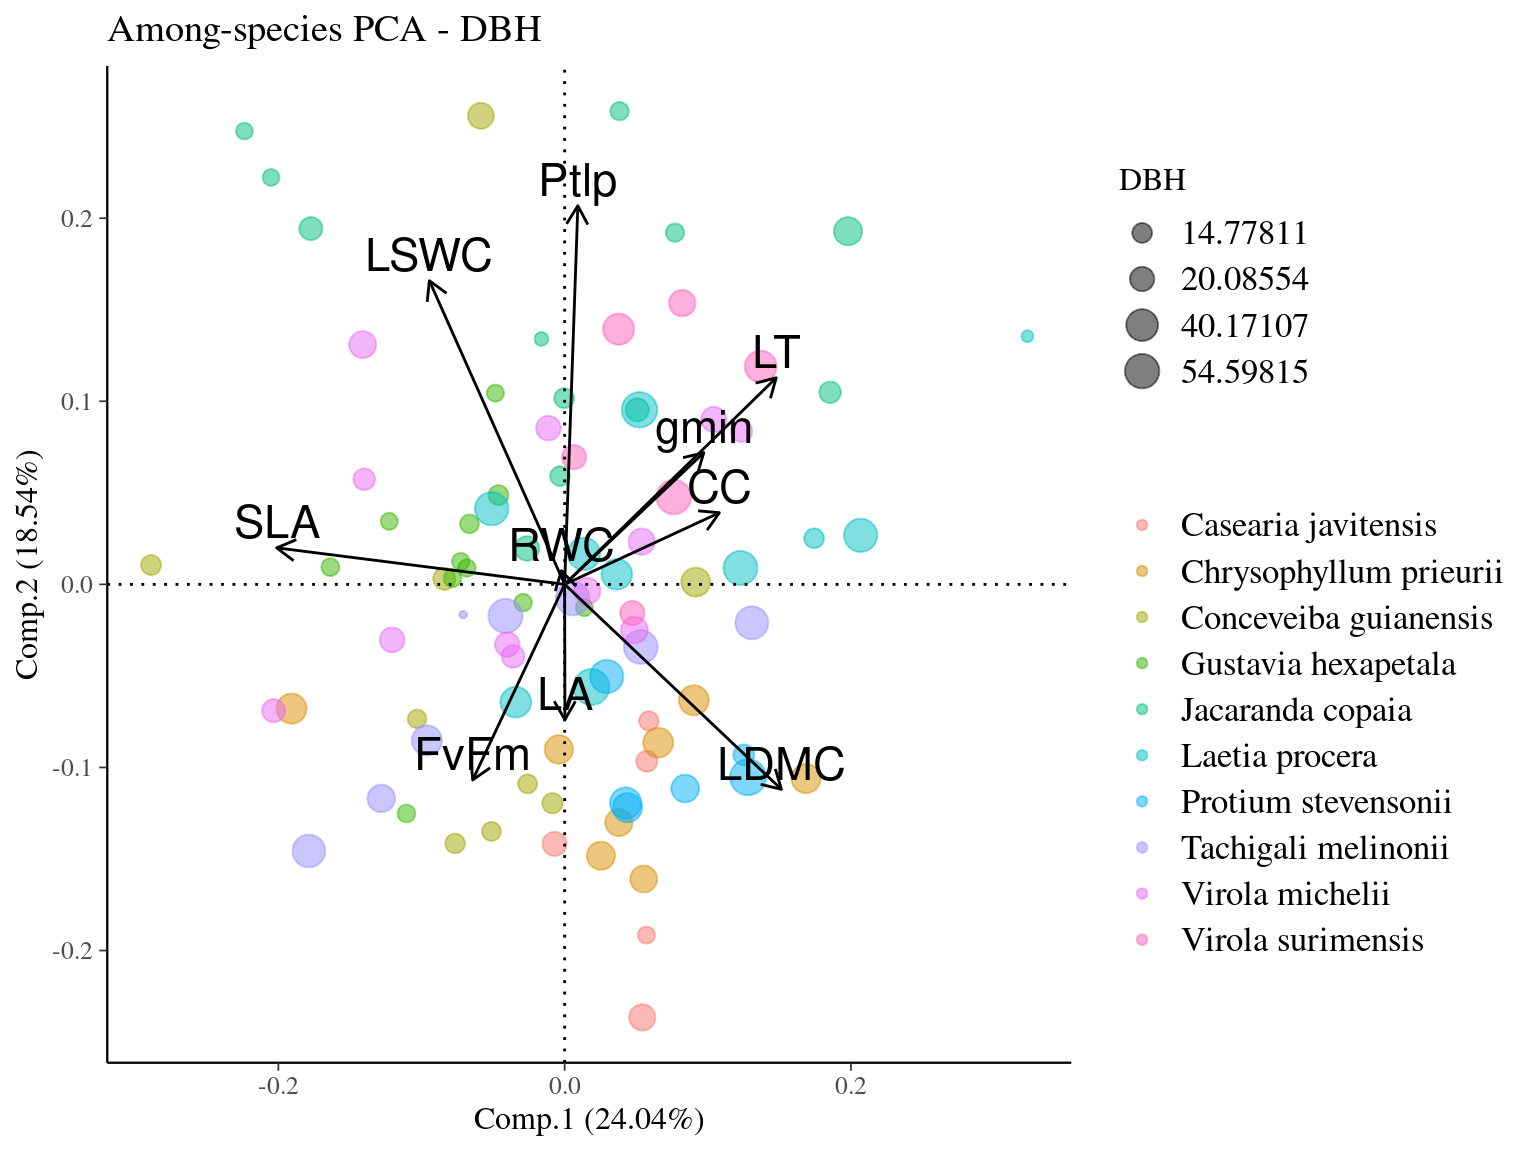 Among-species PCA - DBH
Ptlp
LSWC
LT
gmin
CC
SLA
RWC
LA
FvFm
LDMC
0.2
0.1
0.0
-0.1
-0.2
Comp.2 (18.54%)
-0.2
0.0
0.2
Comp.1 (24.04%)
DBH
14.77811
20.08554
40.17107
54.59815
Casearia javitensis
Chrysophyllum prieurii
Conceveiba guianensis
Gustavia hexapetala
Jacaranda copaia
Laetia procera
Protium stevensonii
Tachigali melinonii
Virola michelii
Virola surimensis